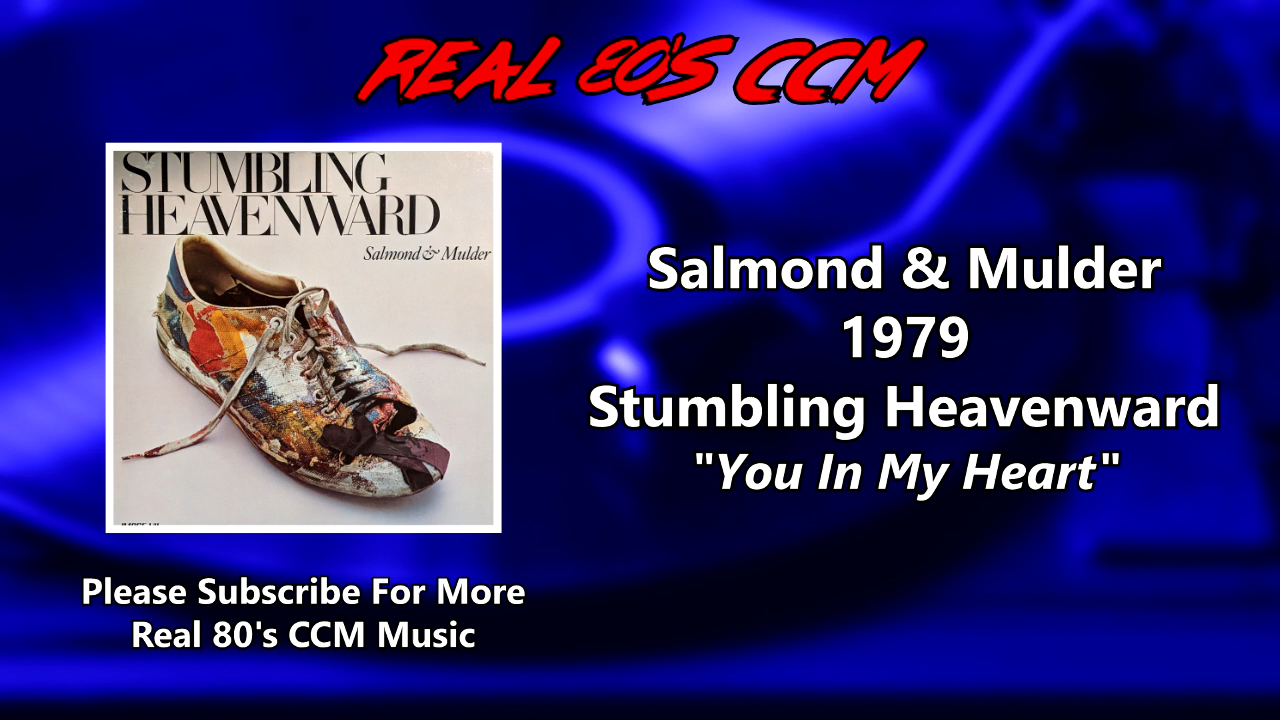 REAL 80'S CCM
STUMBLING
HEAVENWARD
Salmond & Mulder
Salmond & Mulder
1979
Stumbling Heavenward
"You In My Heart"
Please Subscribe For More
Real 80's CCM Music